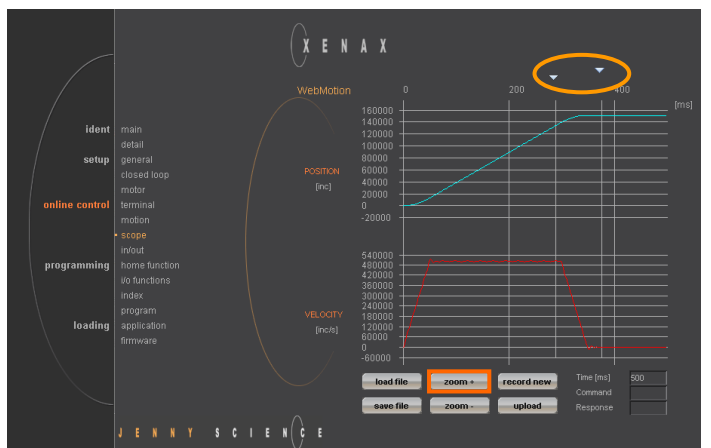 XENAX
WebMotion
0 200 400
[ms]
ident main
detail
setup general
closed loop
motor
online control terminal
motion
scope
in/out
programming home function
i/o functions
index
program
loading application
firmware
POSITION
[inc]
160000
140000
120000
100000
80000
60000
40000
20000
0
-20000
VELOCITY
[inc/s]
540000
480000
420000
360000
300000
240000
180000
120000
60000
0
-60000
load file zoom + record new
save file zoom - upload
Time [ms] 500
Command
Response
JENNY SCIENCE